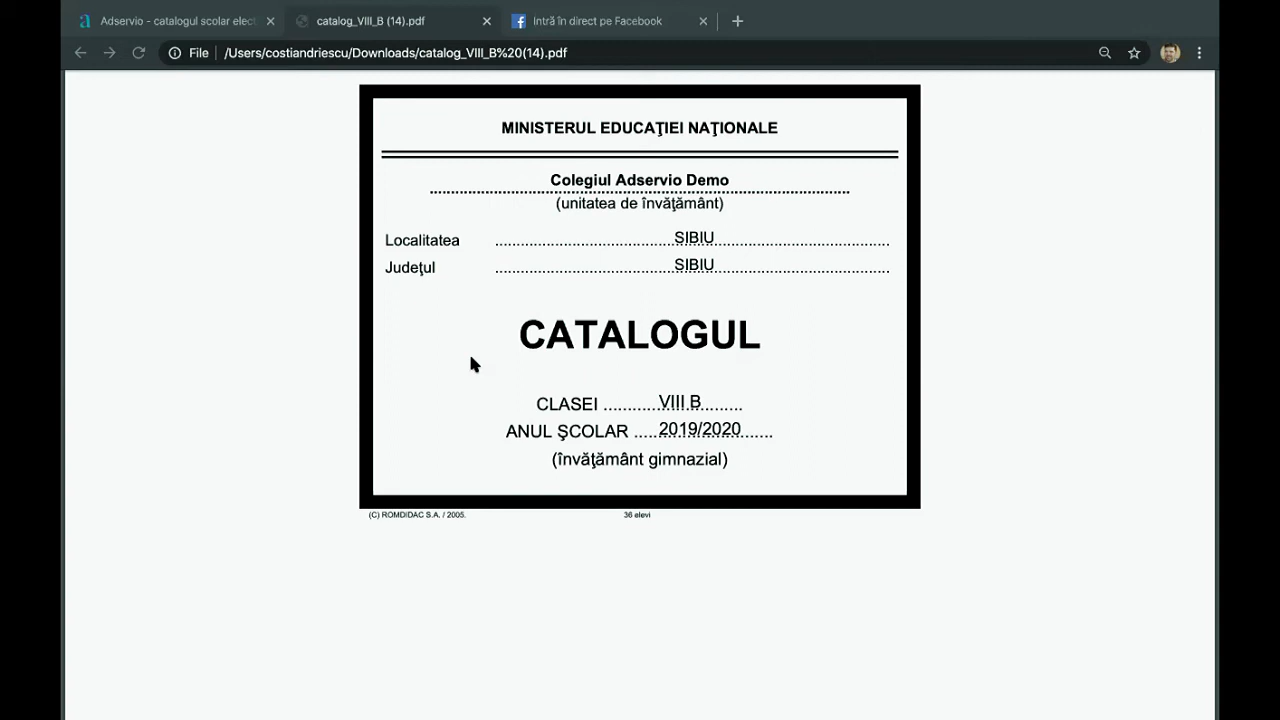 Adservio - catalogul scolar elect
catalog_VIII_B (14).pdf
Intră în direct pe Facebook
File
/Users/costiandriescu/Downloads/catalog_VIII_B%20(14).pdf
MINISTERUL EDUCAŢIEI NAŢIONALE
Colegiul Adservio Demo
(unitatea de învăţământ)
Localitatea SIBIU
Judeţul SIBIU
CATALOGUL
CLASEI VIII B
ANUL ŞCOLAR 2019/2020
(învăţământ gimnazial)
(C) ROMDIDAC S.A. / 2005. 36 elevi